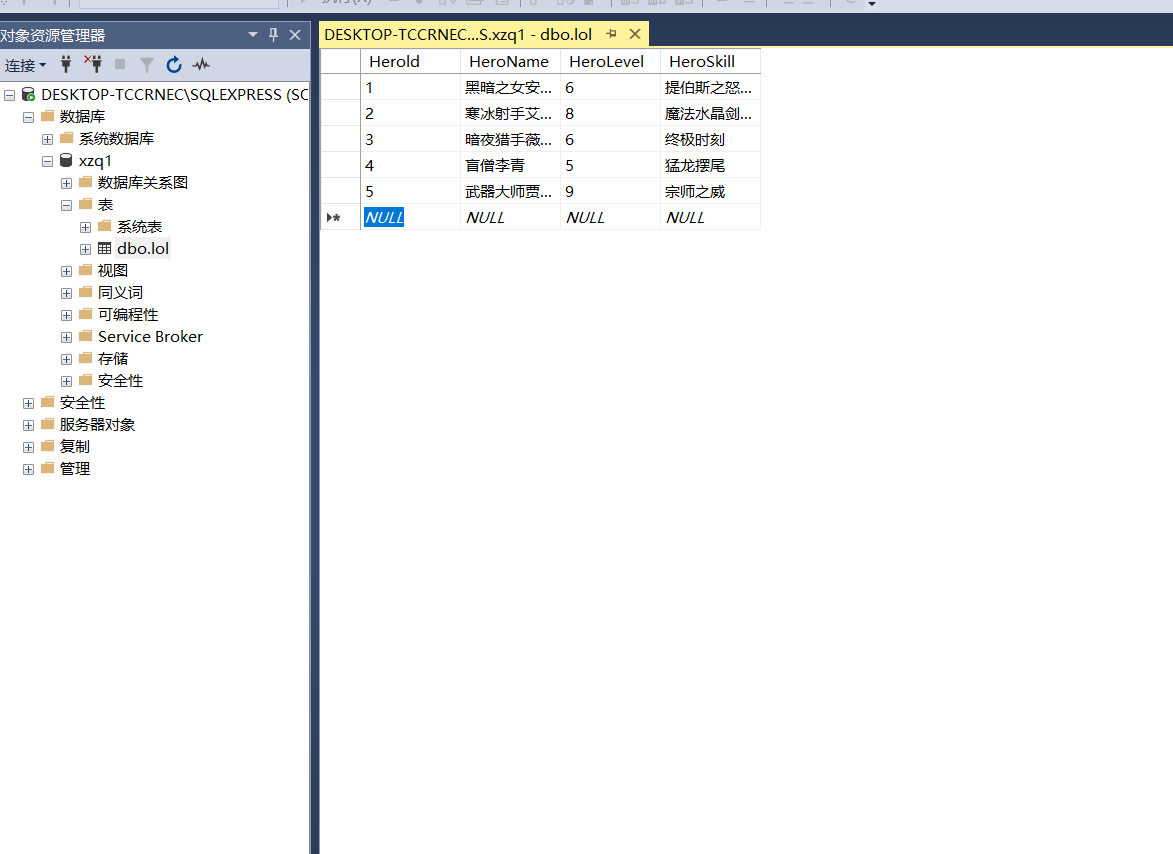 对象资源管理器
连接
DESKTOP-TCCRNEC\SQLEXPRESS (SC
数据库
系统数据库
xzq1
数据库关系图
表
系统表
dbo.lol
视图
同义词
可编程性
Service Broker
存储
安全性
安全性
服务器对象
复制
管理
DESKTOP-TCCRNEC...S.xzq1 - dbo.lol
HeroId HeroName HeroLevel HeroSkill
1 黑暗之女安... 6 提伯斯之怒...
2 寒冰射手艾... 8 魔法水晶剑...
3 暗夜猎手薇... 6 终极时刻
4 盲僧李青 5 猛龙摆尾
5 武器大师贾... 9 宗师之威
NULL NULL NULL NULL